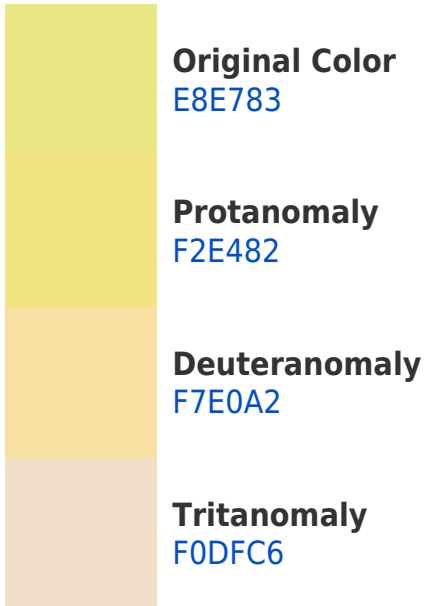 Original Color
E8E783
Protanomaly
F2E482
Deuteranomaly
F7E0A2
Tritanomaly
F0DFC6